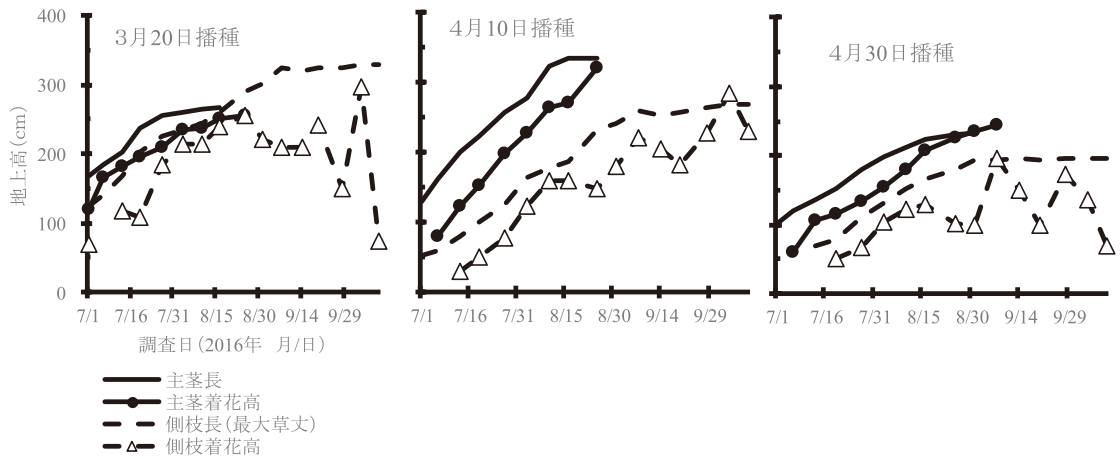 400
300
200
100
0
地上高(cm)
3月20日播種
7/1 7/16 7/31 8/15 8/30 9/14 9/29
調査日(2016年 月/日)
4月10日播種
7/1 7/16 7/31 8/15 8/30 9/14 9/29
4月30日播種
7/1 7/16 7/31 8/15 8/30 9/14 9/29
主茎長
主茎着花高
側枝長(最大草丈)
側枝着花高